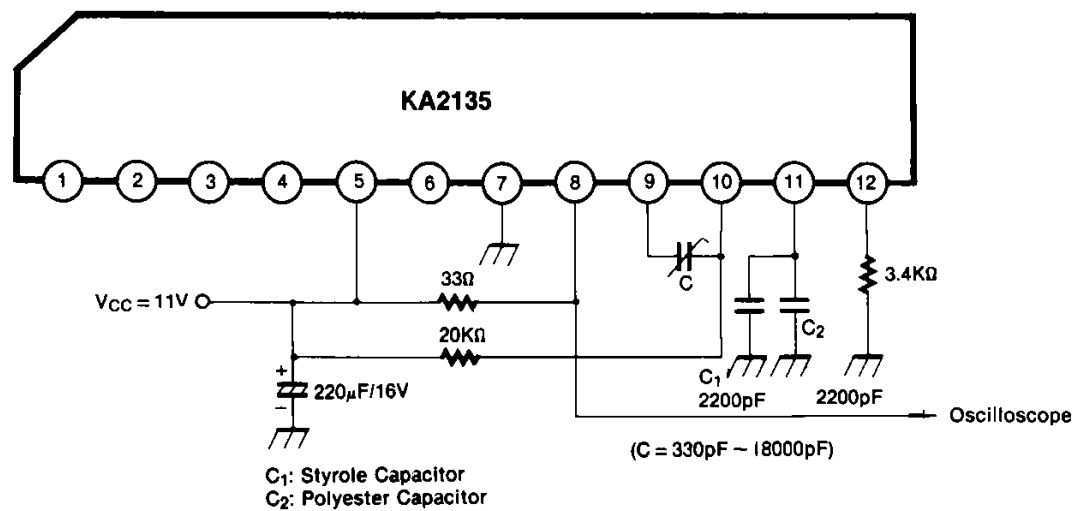 KA2135
1 2 3 4 5 6 7 8 9 10 11 12
33Ω
C
3.4KΩ
VCC = 11V
20KΩ
C2
+
220μF/16V
−
C1
2200pF 2200pF
Oscilloscope
(C = 330pF ~ 18000pF)
C1: Styrole Capacitor
C2: Polyester Capacitor